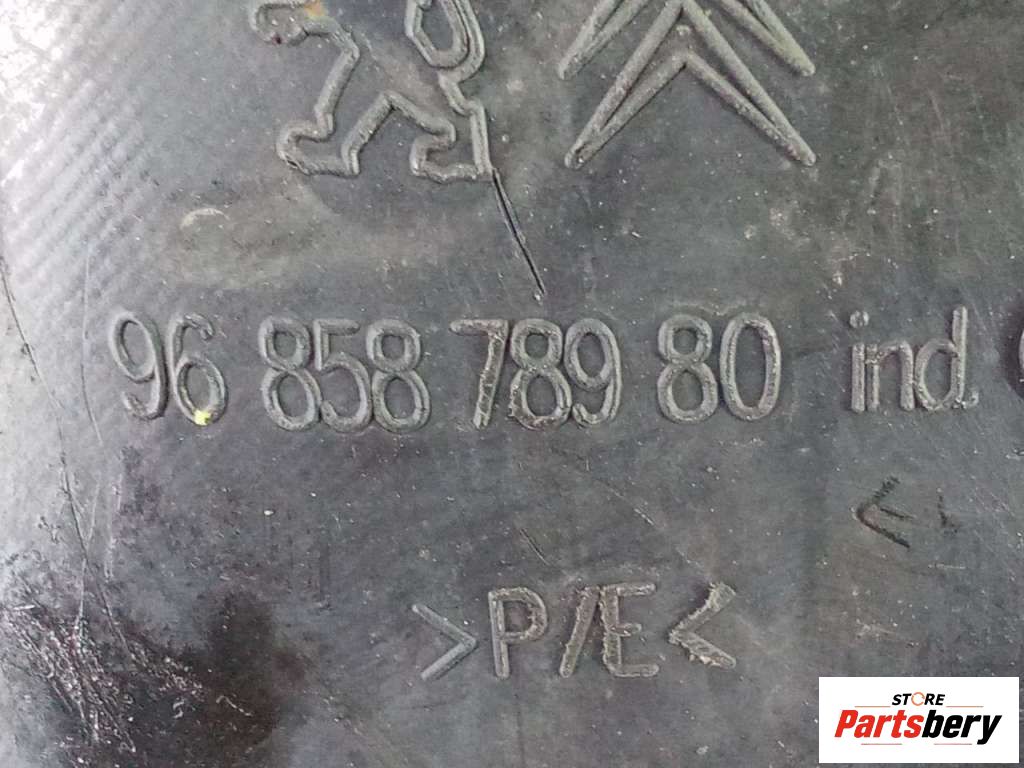 96 858 789 80 ind.
>P/E<
STORE
Partsbery